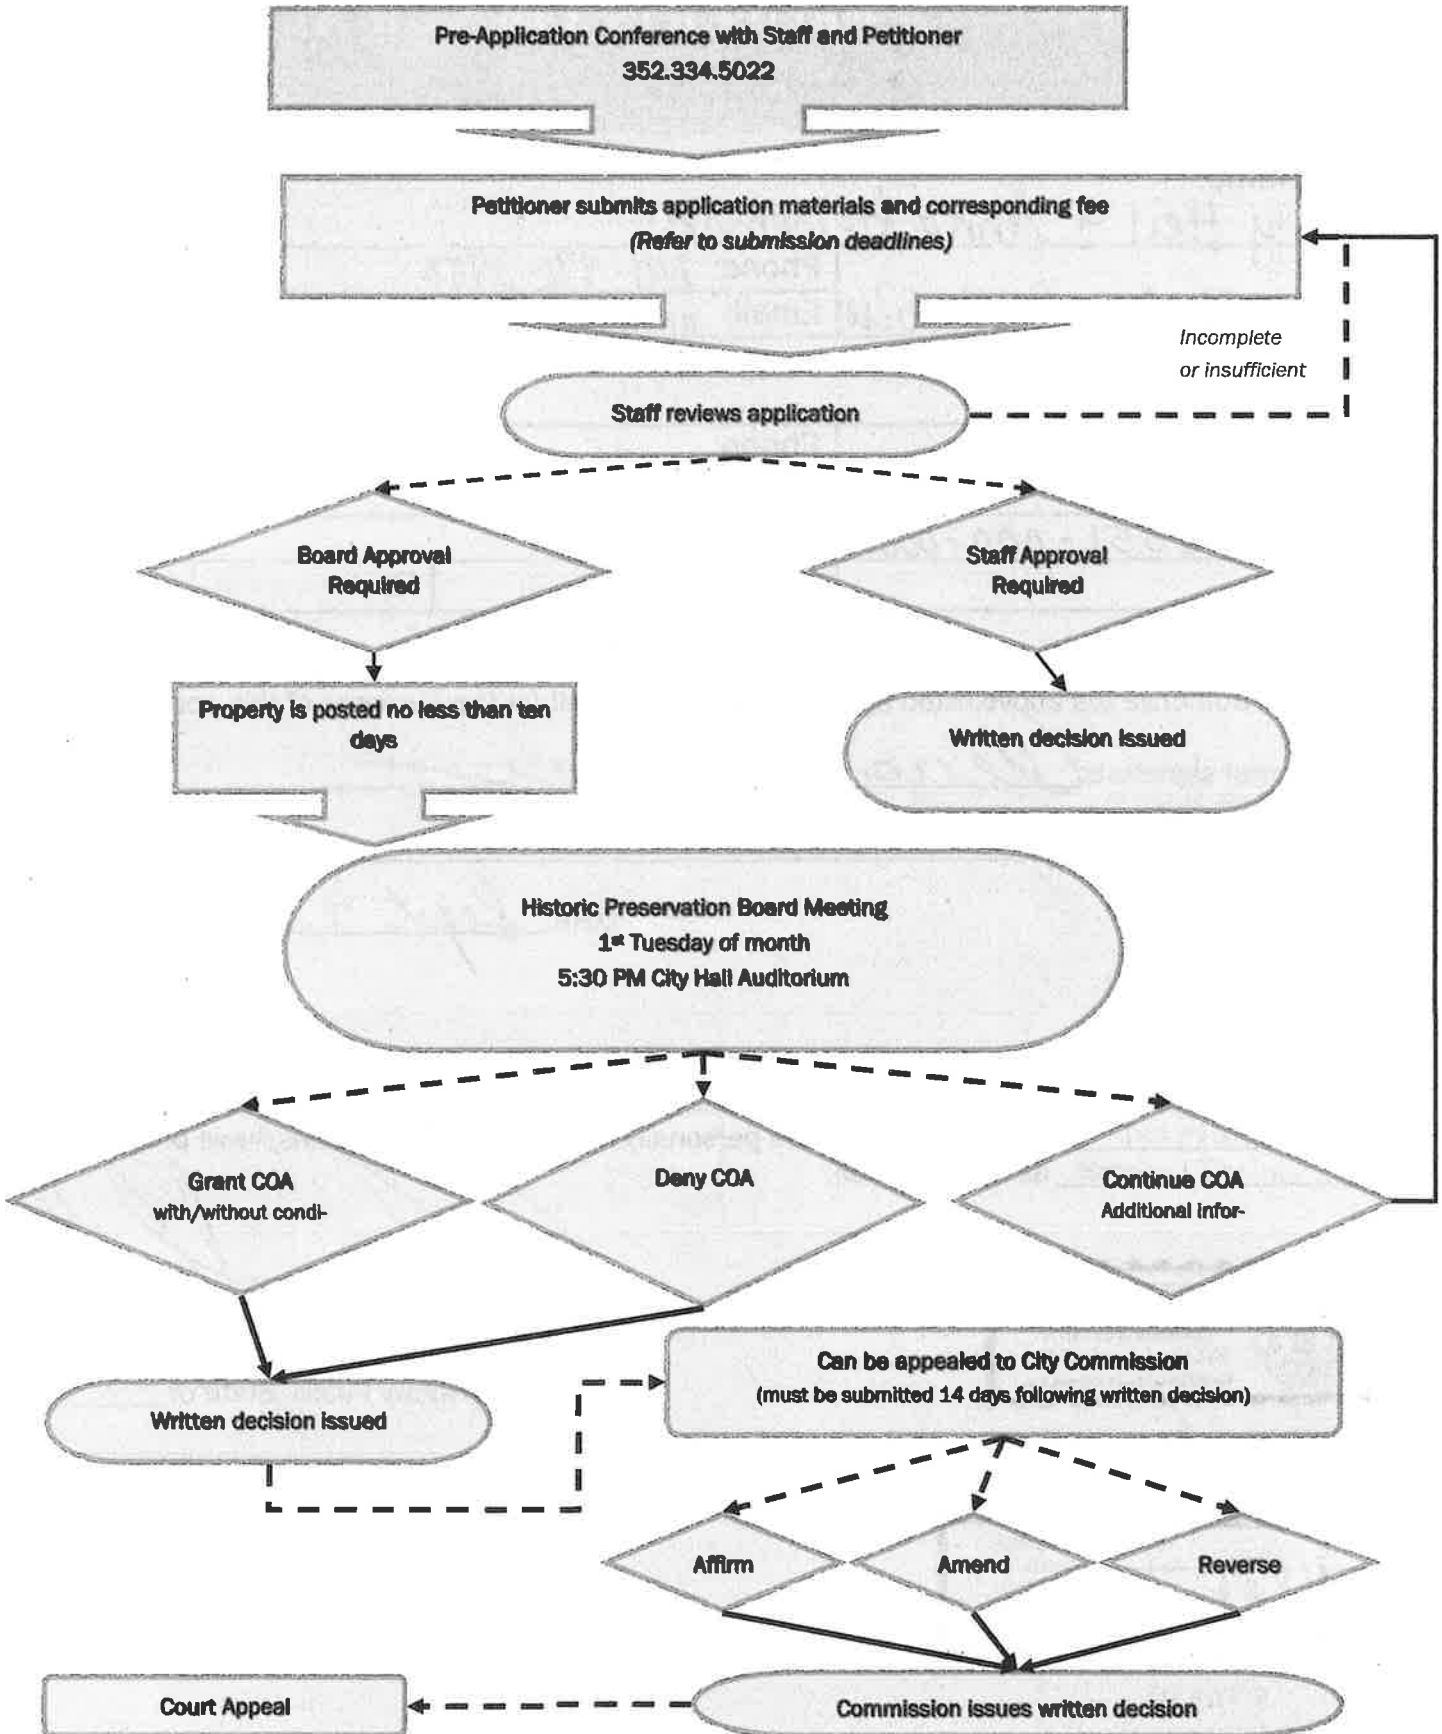 Pre-Application Conference with Staff and Petitioner
352.334.5022
Petitioner submits application materials and corresponding fee
(Refer to submission deadlines)
Phone
Email
Incomplete
or insufficient
Staff reviews application
Phone
Board Approval
Required
Staff Approval
Required
Property is posted no less than ten
days
Written decision issued
Historic Preservation Board Meeting
1st Tuesday of month
5:30 PM City Hall Auditorium
Grant COA
with/without condi-
Deny COA
Continue COA
Additional infor-
Can be appealed to City Commission
(must be submitted 14 days following written decision)
Written decision issued
Affirm
Amend
Reverse
Court Appeal
Commission issues written decision